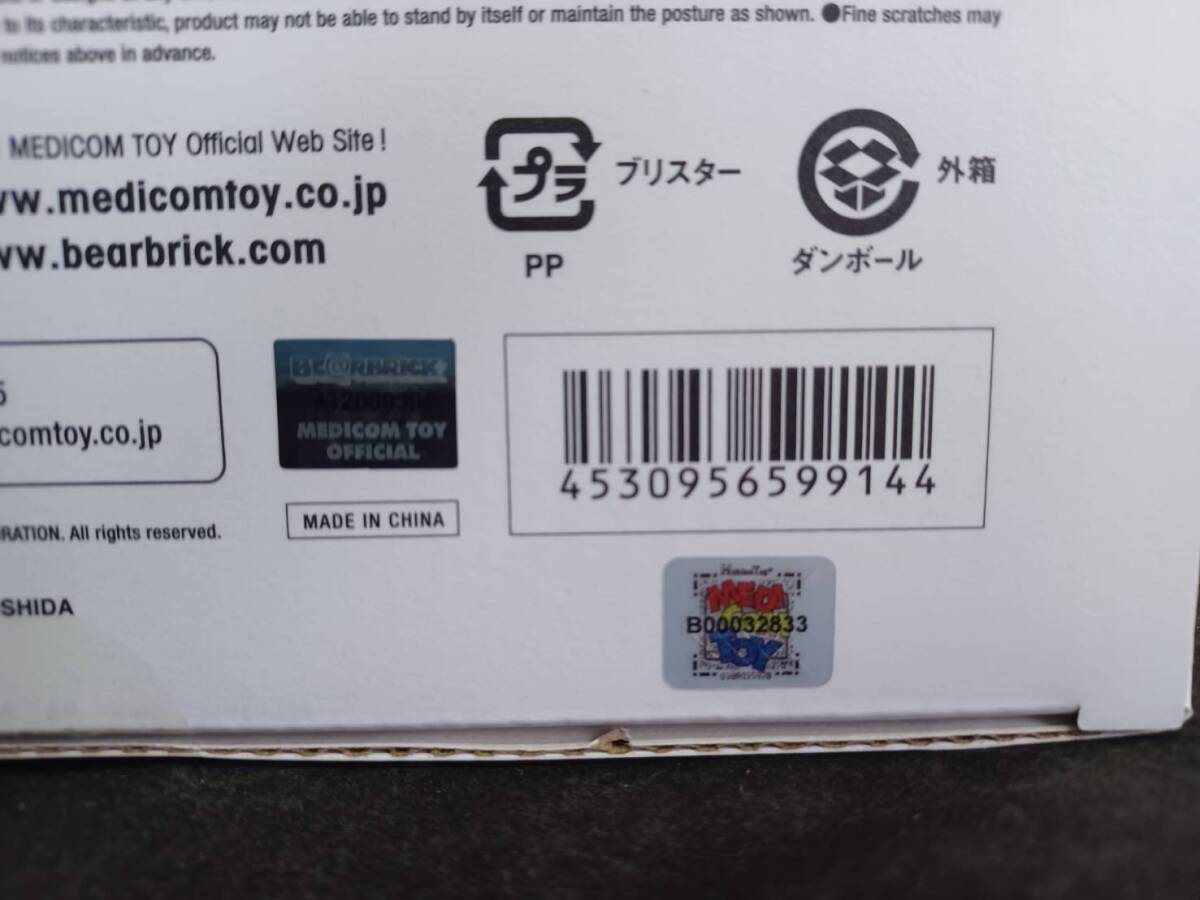 to its characteristic, product may not be able to stand by itself or maintain the posture as shown. ●Fine scratches may
notices above in advance.
MEDICOM TOY Official Web Site!
ww.medicomtoy.co.jp
ww.bearbrick.com
プラ
ブリスター
PP
外箱
ダンボール
5
comtoy.co.jp
BE@RBRICK
MEDICOM TOY
OFFICIAL
MADE IN CHINA
4530956599144
RATION. All rights reserved.
SHIDA
MEDI
B00032833
TOY